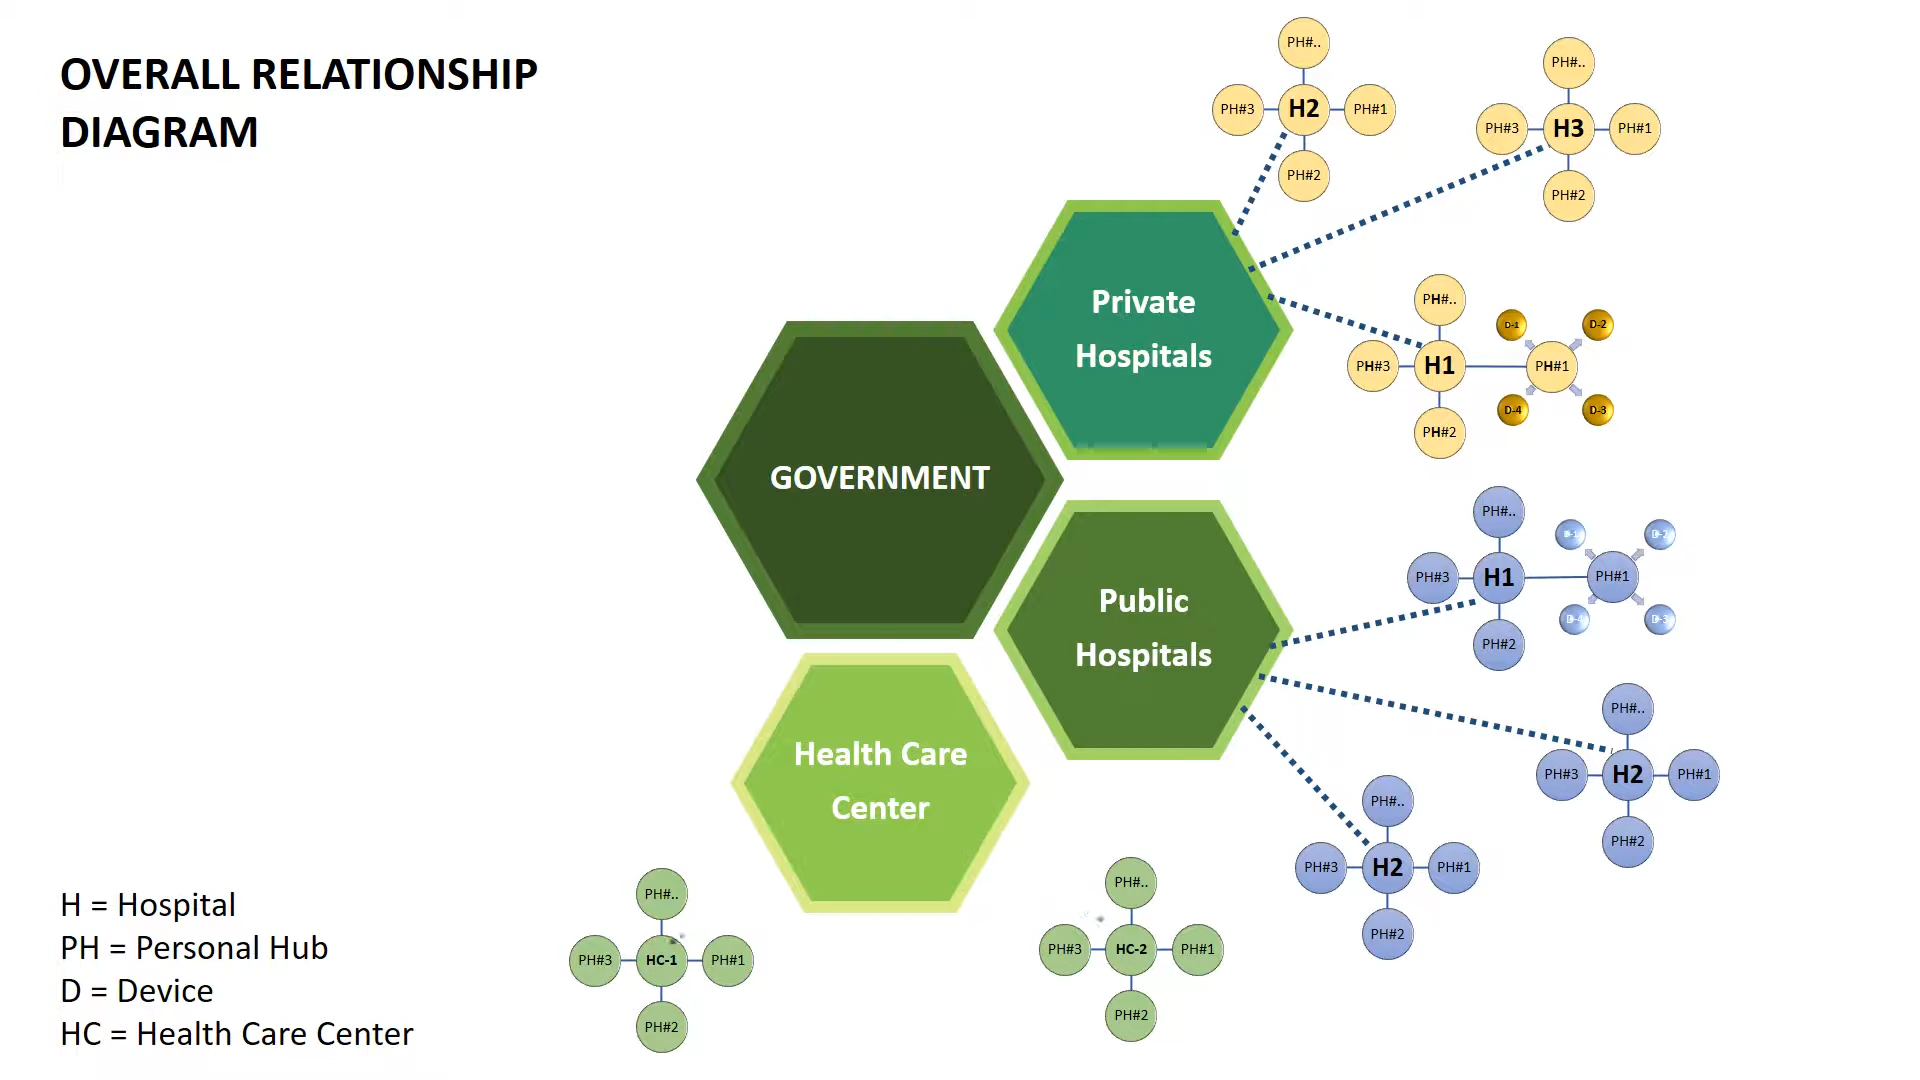 OVERALL RELATIONSHIP
DIAGRAM
PH#..
PH#3
H2
PH#1
PH#2
PH#..
PH#3
H3
PH#1
PH#2
Private
Hospitals
PH#..
PH#3
H1
PH#1
PH#2
D-1
D-2
D-4
D-3
GOVERNMENT
Public
Hospitals
PH#..
PH#3
H1
PH#1
PH#2
D-1
D-2
D-4
D-3
PH#..
PH#3
H2
PH#1
PH#2
PH#..
PH#3
H2
PH#1
PH#2
Health Care
Center
PH#..
PH#3
HC-1
PH#1
PH#2
PH#..
PH#3
HC-2
PH#1
PH#2
H = Hospital
PH = Personal Hub
D = Device
HC = Health Care Center